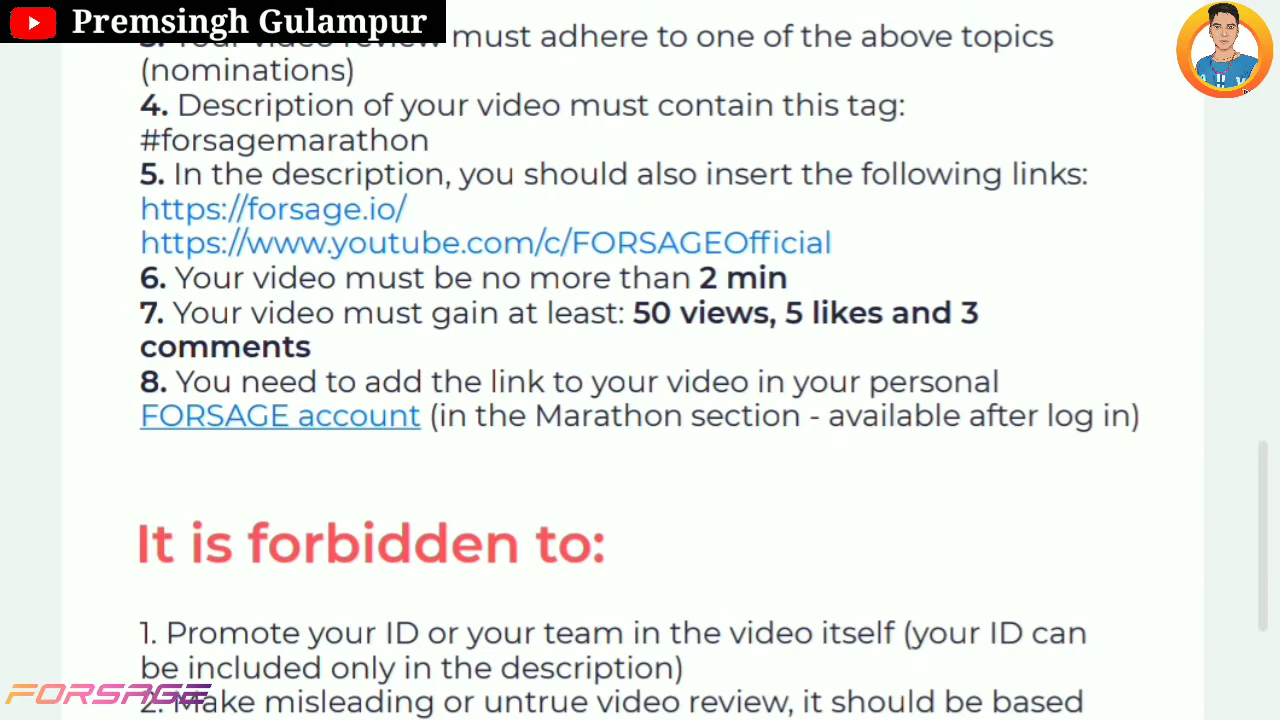 Premsingh Gulampur
3. Your video review must adhere to one of the above topics
(nominations)
4. Description of your video must contain this tag:
#forsagemarathon
5. In the description, you should also insert the following links:
https://forsage.io/
https://www.youtube.com/c/FORSAGEOfficial
6. Your video must be no more than 2 min
7. Your video must gain at least: 50 views, 5 likes and 3
comments
8. You need to add the link to your video in your personal
FORSAGE account (in the Marathon section - available after log in)
It is forbidden to:
1. Promote your ID or your team in the video itself (your ID can
be included only in the description)
FORSAGE
2. Make misleading or untrue video review, it should be based